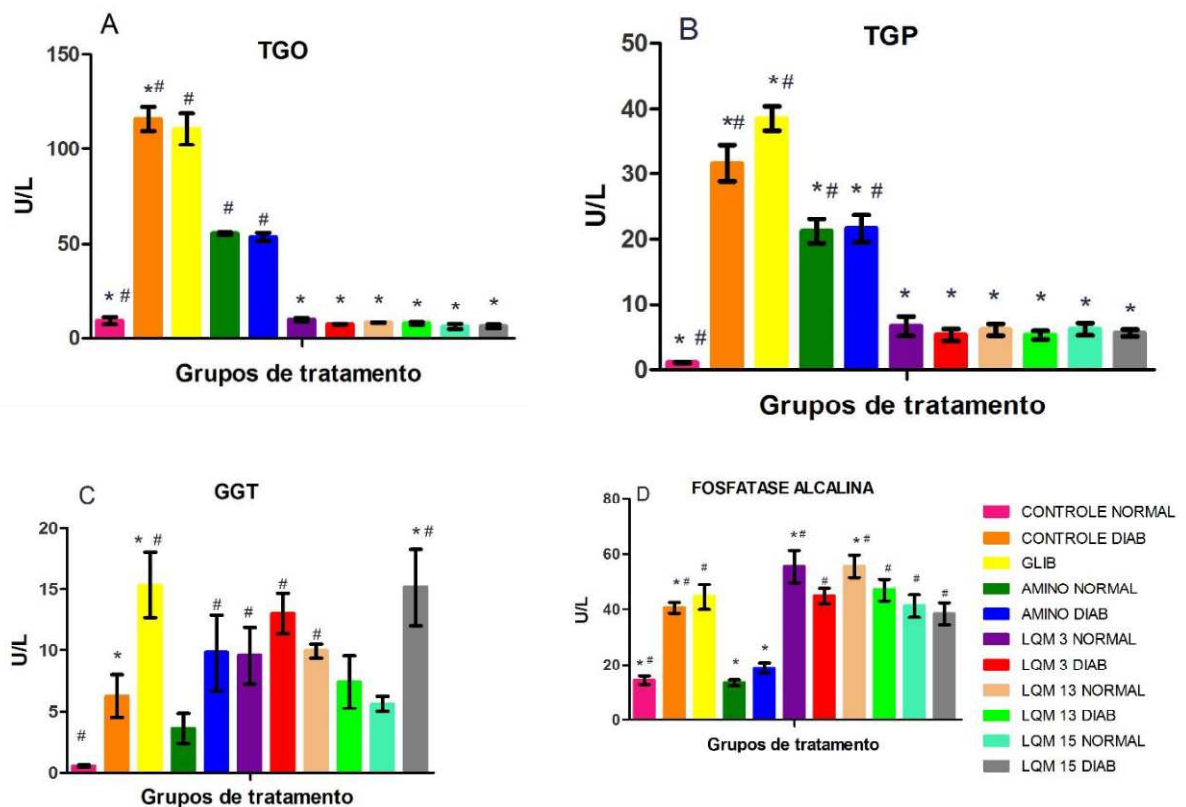 A
TGO
150
100
50
0
U/L
*#
*#
#
#
#
*
*
*
*
*
*
Grupos de tratamento
B
TGP
50
40
30
20
10
0
U/L
* #
*#
*#
*#
* #
*
*
*
*
*
*
Grupos de tratamento
C
GGT
20
15
10
5
0
U/L
#
*
* #
#
#
#
#
*#
Grupos de tratamento
D
FOSFATASE ALCALINA
80
60
40
20
0
U/L
*#
*#
#
*
*
*#
#
*#
#
#
#
Grupos de tratamento
CONTROLE NORMAL
CONTROLE DIAB
GLIB
AMINO NORMAL
AMINO DIAB
LQM 3 NORMAL
LQM 3 DIAB
LQM 13 NORMAL
LQM 13 DIAB
LQM 15 NORMAL
LQM 15 DIAB